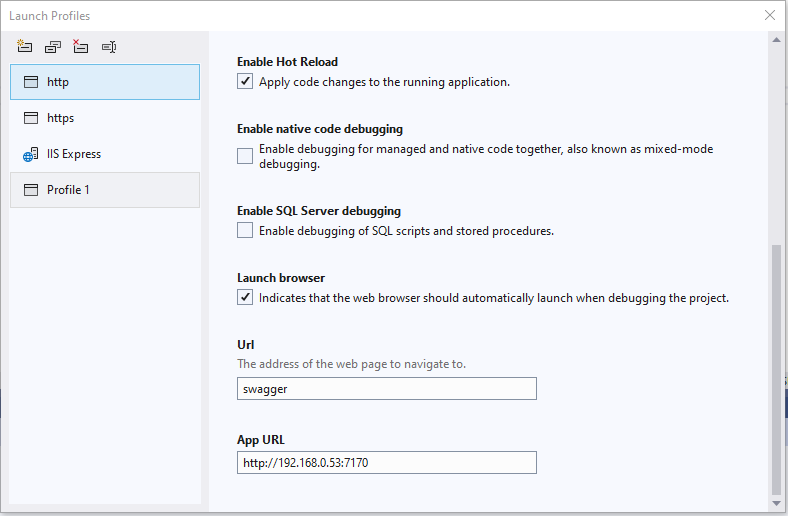 Launch Profiles
http
https
IIS Express
Profile 1
Enable Hot Reload
Apply code changes to the running application.
Enable native code debugging
Enable debugging for managed and native code together, also known as mixed-mode
debugging.
Enable SQL Server debugging
Enable debugging of SQL scripts and stored procedures.
Launch browser
Indicates that the web browser should automatically launch when debugging the project.
Url
The address of the web page to navigate to.
swagger
App URL
http://192.168.0.53:7170